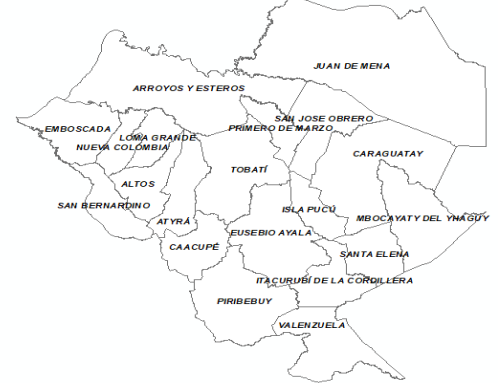 JUAN DE MENA
ARROYOS Y ESTEROS
SAN JOSE OBRERO
EMBOSCADA
PRIMERO DE MARZO
LOMA GRANDE
NUEVA COLOMBIA
CARAGUATAY
TOBATÍ
ALTOS
SAN BERNARDINO
ISLA PUCÚ
MBOCAYATY DEL YHAGUY
ATYRÁ
EUSEBIO AYALA
CAACUPÉ
SANTA ELENA
ITACURUBÍ DE LA CORDILLERA
PIRIBEBUY
VALENZUELA